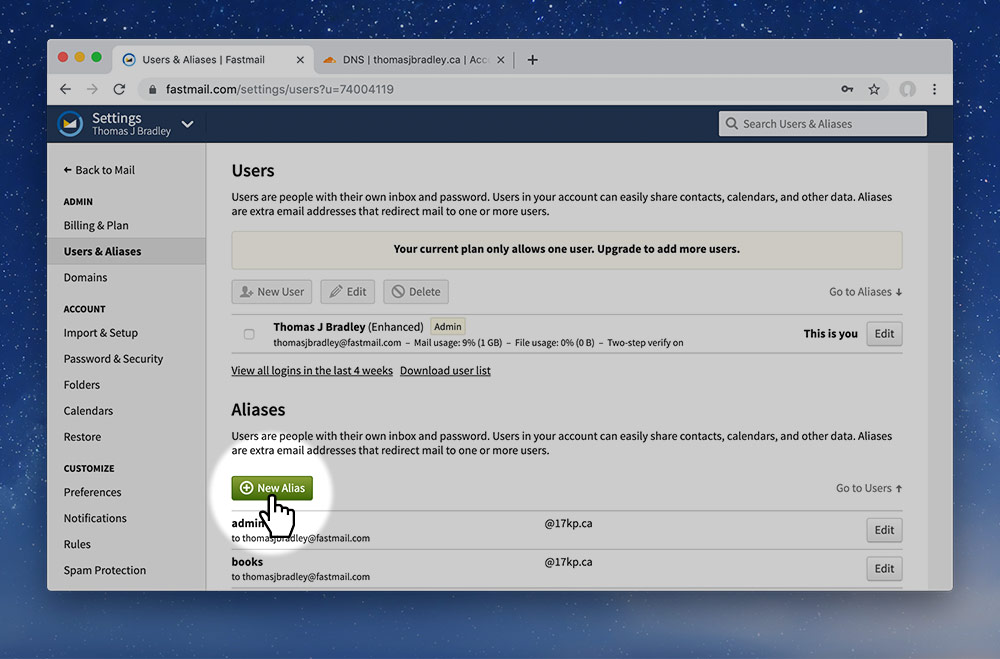 Users & Aliases | Fastmail
DNS | thomasjbradley.ca | Acc
fastmail.com/settings/users?u=74004119
Settings
Thomas J Bradley
Search Users & Aliases
Back to Mail
ADMIN
Billing & Plan
Users & Aliases
Domains
ACCOUNT
Import & Setup
Password & Security
Folders
Calendars
Restore
CUSTOMIZE
Preferences
Notifications
Rules
Spam Protection
Users
Users are people with their own inbox and password. Users in your account can easily share contacts, calendars, and other data. Aliases
are extra email addresses that redirect mail to one or more users.
Your current plan only allows one user. Upgrade to add more users.
New User Edit Delete Go to Aliases ↓
Thomas J Bradley (Enhanced) Admin
thomasjbradley@fastmail.com – Mail usage: 9% (1 GB) – File usage: 0% (0 B) – Two-step verify on
This is you Edit
View all logins in the last 4 weeks Download user list
Aliases
Users are people with their own inbox and password. Users in your account can easily share contacts, calendars, and other data. Aliases
are extra email addresses that redirect mail to one or more users.
New Alias Go to Users ↑
admin @17kp.ca Edit
to thomasjbradley@fastmail.com
books @17kp.ca Edit
to thomasjbradley@fastmail.com